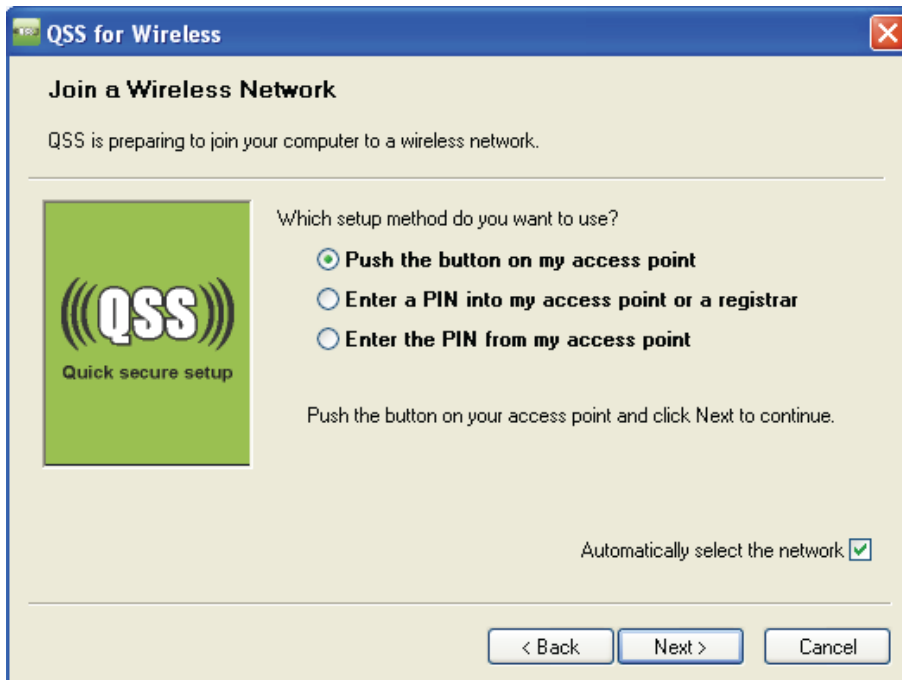 QSS for Wireless
Join a Wireless Network
QSS is preparing to join your computer to a wireless network.
Which setup method do you want to use?
Push the button on my access point
Enter a PIN into my access point or a registrar
Enter the PIN from my access point
(((QSS)))
Quick secure setup
Push the button on your access point and click Next to continue.
Automatically select the network
< Back
Next >
Cancel